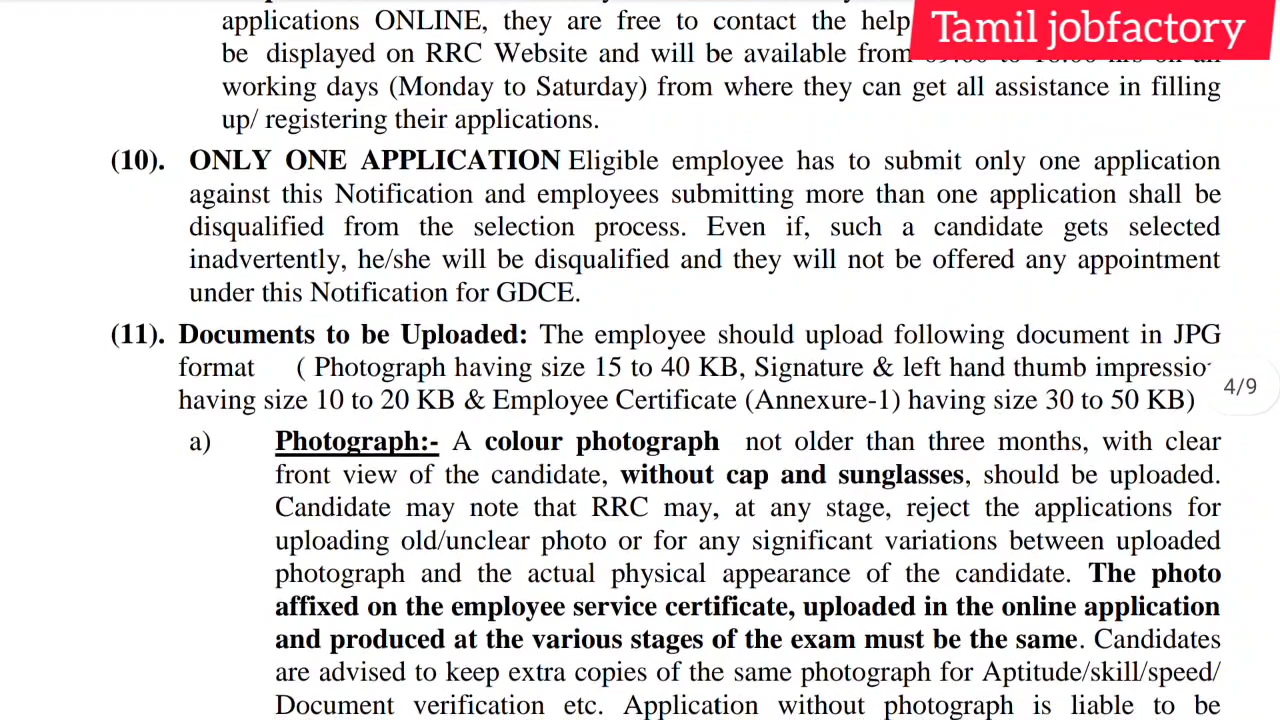 applications ONLINE, they are free to contact the help
Tamil jobfactory
be displayed on RRC Website and will be available from
working days (Monday to Saturday) from where they can get all assistance in filling
up/ registering their applications.
(10). ONLY ONE APPLICATION Eligible employee has to submit only one application
against this Notification and employees submitting more than one application shall be
disqualified from the selection process. Even if, such a candidate gets selected
inadvertently, he/she will be disqualified and they will not be offered any appointment
under this Notification for GDCE.
(11). Documents to be Uploaded: The employee should upload following document in JPG
format ( Photograph having size 15 to 40 KB, Signature & left hand thumb impressio
4/9
having size 10 to 20 KB & Employee Certificate (Annexure-1) having size 30 to 50 KB)
a) Photograph:- A colour photograph not older than three months, with clear
front view of the candidate, without cap and sunglasses, should be uploaded.
Candidate may note that RRC may, at any stage, reject the applications for
uploading old/unclear photo or for any significant variations between uploaded
photograph and the actual physical appearance of the candidate. The photo
affixed on the employee service certificate, uploaded in the online application
and produced at the various stages of the exam must be the same. Candidates
are advised to keep extra copies of the same photograph for Aptitude/skill/speed/
Document verification etc. Application without photograph is liable to be